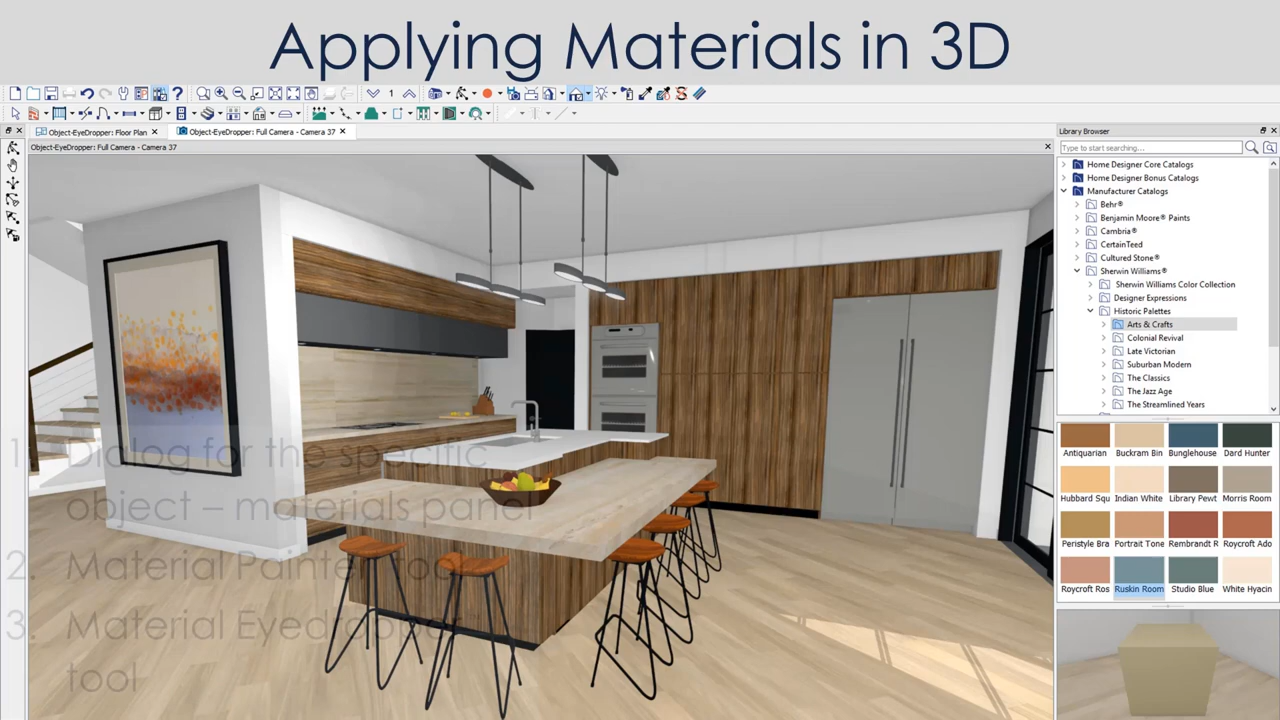 Applying Materials in 3D
1
Object-EyeDropper: Floor Plan
Object-EyeDropper: Full Camera - Camera 37
Object-EyeDropper: Full Camera - Camera 37
Library Browser
Type to start searching...
Home Designer Core Catalogs
Home Designer Bonus Catalogs
Manufacturer Catalogs
Behr®
Benjamin Moore® Paints
Cambria®
CertainTeed
Cultured Stone®
Sherwin Williams®
Sherwin Williams Color Collection
Designer Expressions
Historic Palettes
Arts & Crafts
Colonial Revival
Late Victorian
Suburban Modern
The Classics
The Jazz Age
The Streamlined Years
Antiquarian Buckram Bin Bunglehouse Dard Hunter
Hubbard Squ Indian White Library Pewt Morris Room
Peristyle Bra Portrait Tone Rembrandt R Roycroft Ado
Roycroft Ros Ruskin Room Studio Blue White Hyacin
1. Dialog for the specific
object – materials panel
2. Material Painter Tool
3. Material Eyedropper
tool